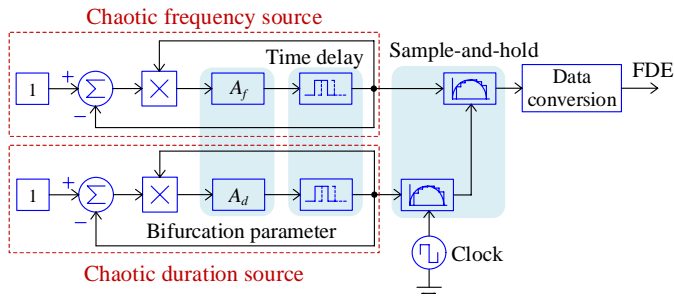 Chaotic frequency source
Time delay
Sample-and-hold
1
+
Σ
−
×
A_f
Data
conversion
FDE
1
+
Σ
−
×
A_d
Bifurcation parameter
Clock
Chaotic duration source